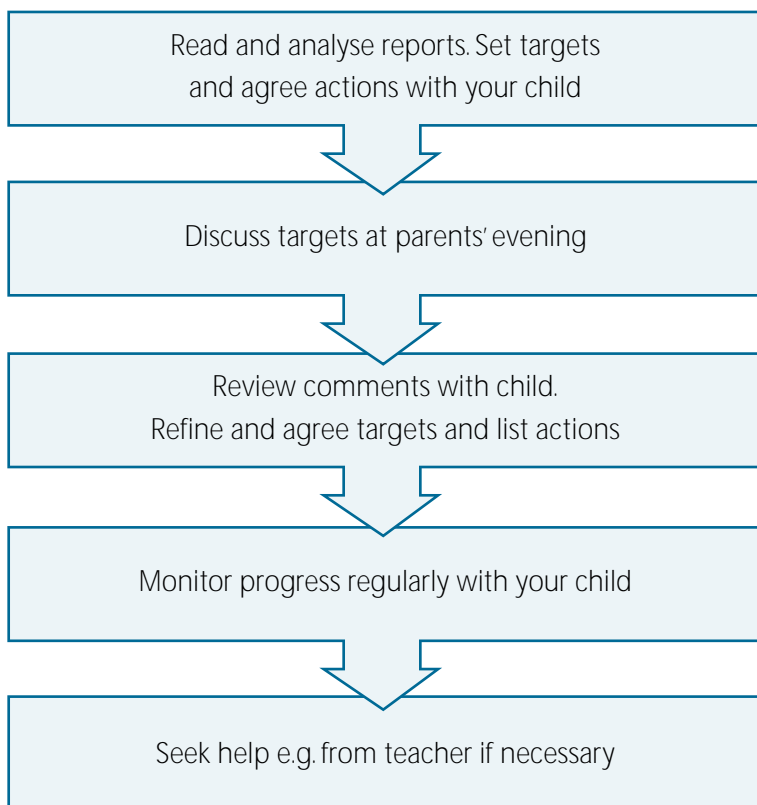 Read and analyse reports. Set targets
and agree actions with your child
Discuss targets at parents' evening
Review comments with child.
Refine and agree targets and list actions
Monitor progress regularly with your child
Seek help e.g. from teacher if necessary